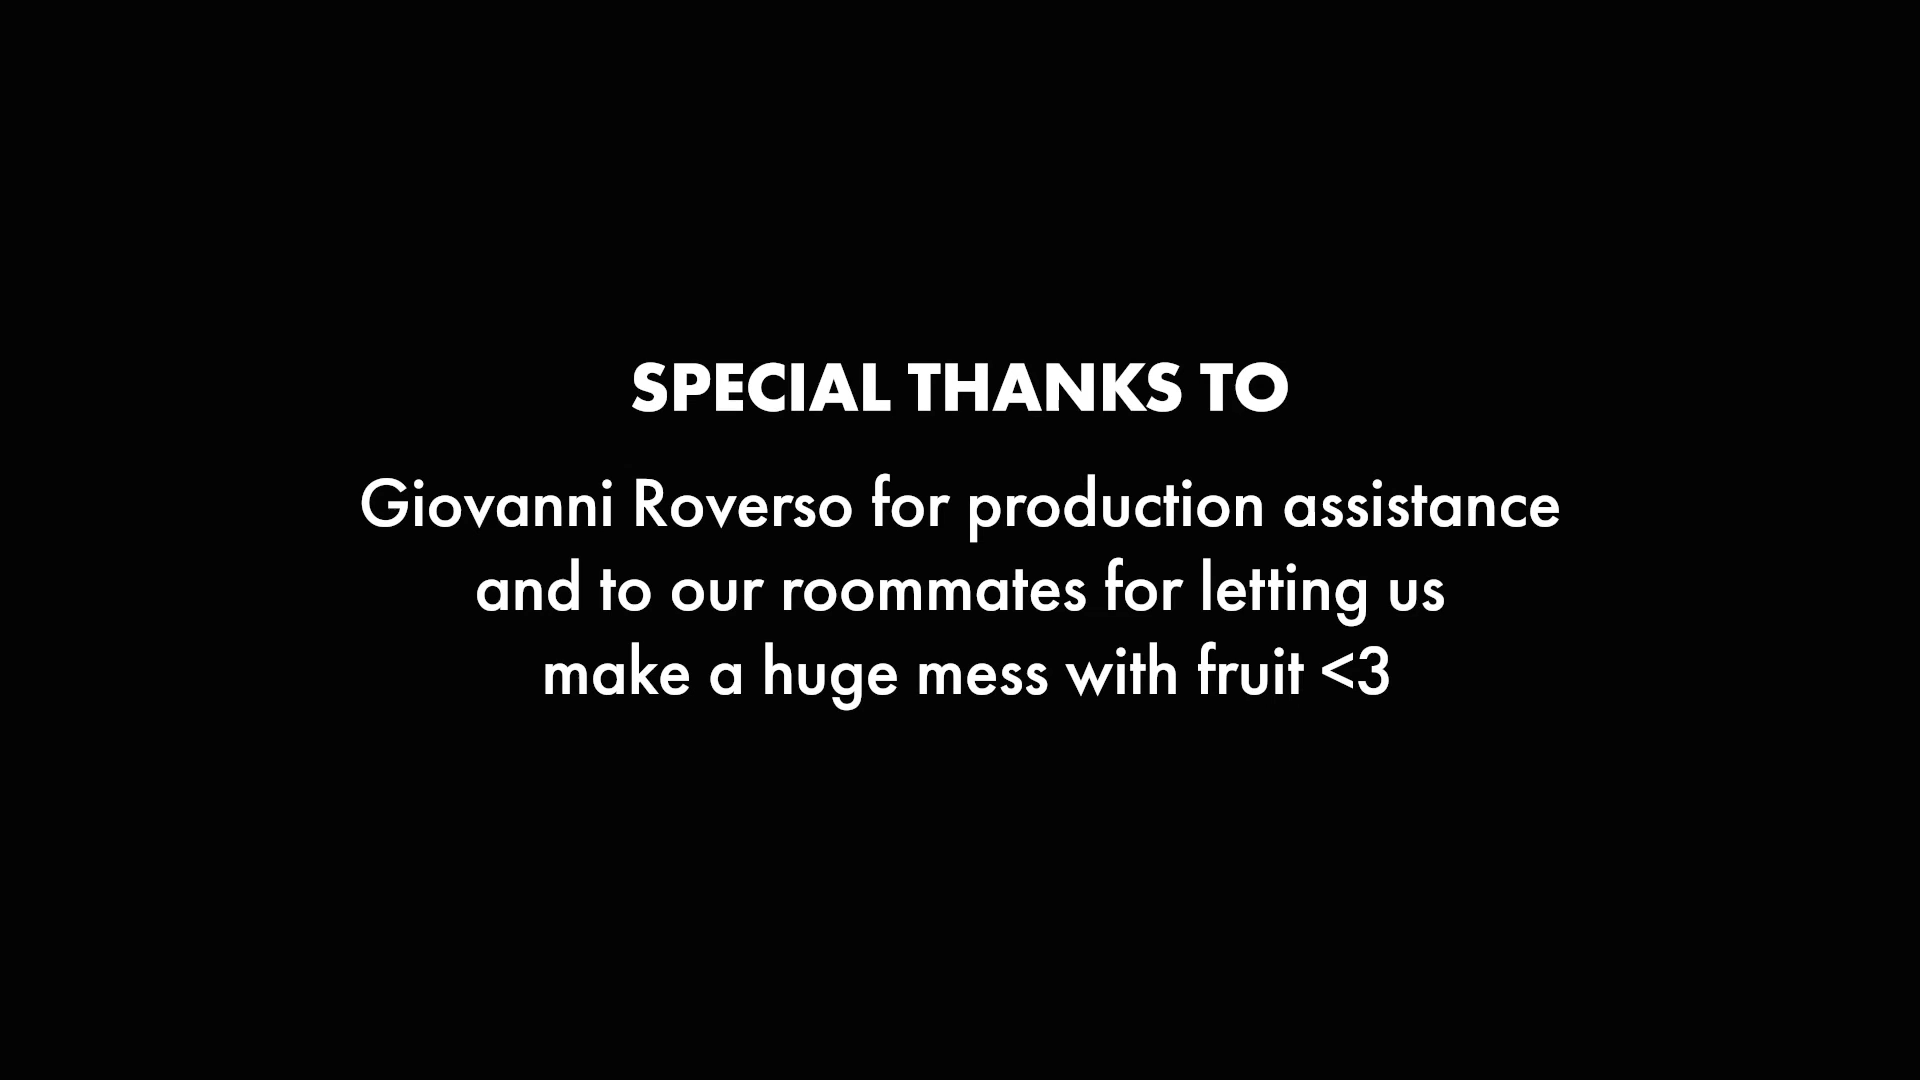 SPECIAL THANKS TO
Giovanni Roverso for production assistance
and to our roommates for letting us
make a huge mess with fruit <3